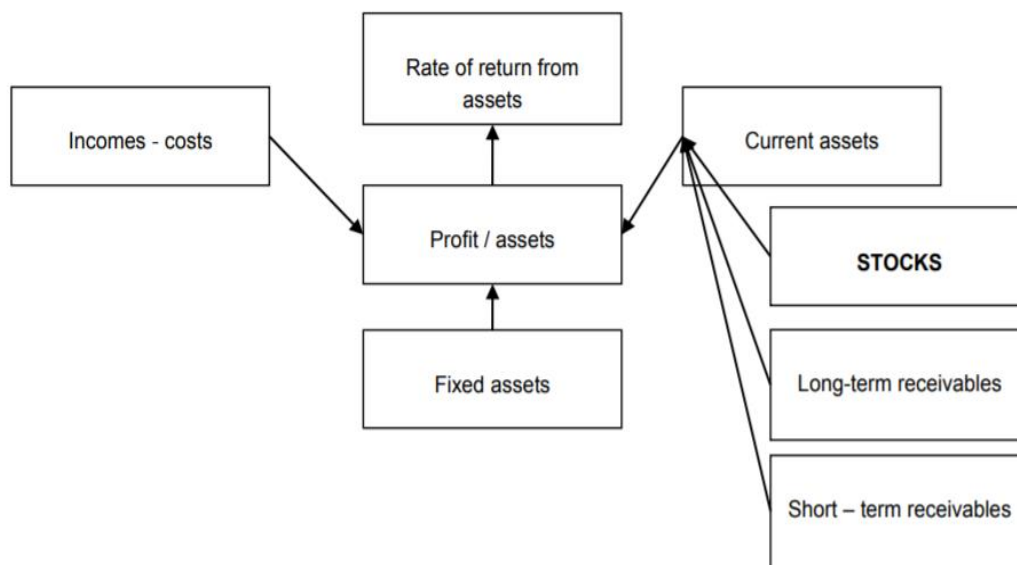 Rate of return from
assets
Incomes - costs
Current assets
Profit / assets
STOCKS
Fixed assets
Long-term receivables
Short – term receivables